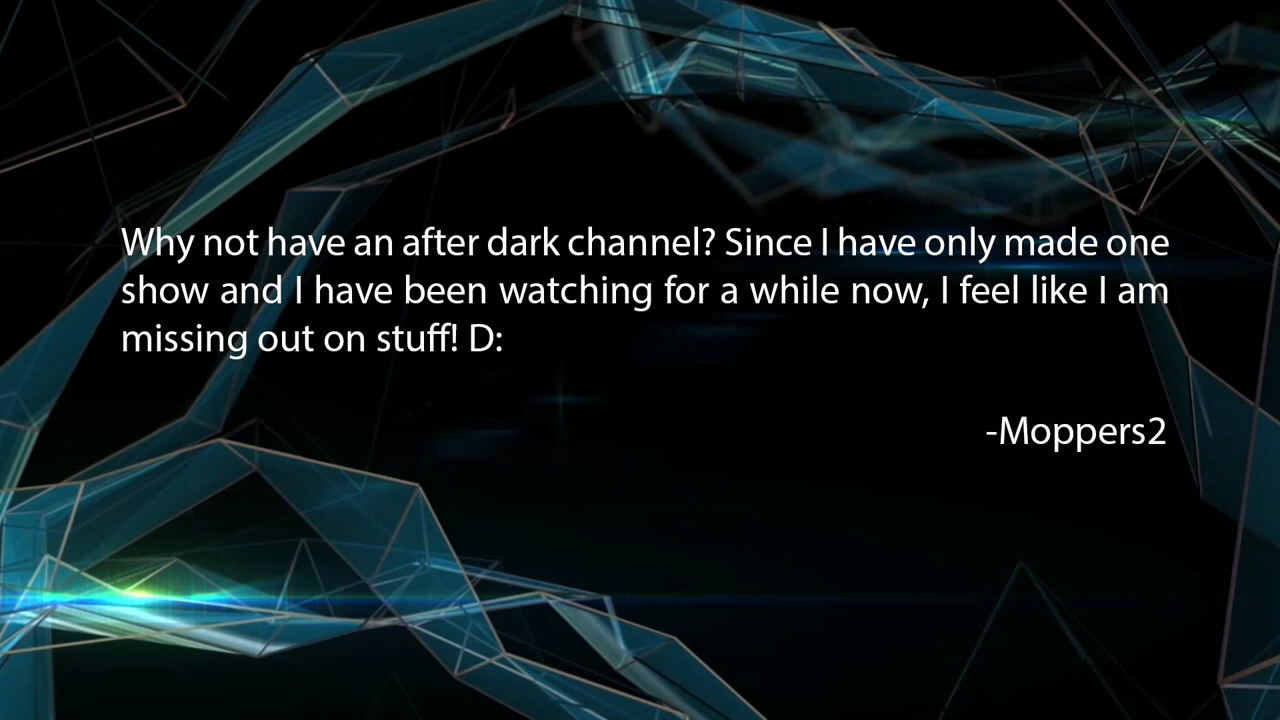 Why not have an after dark channel? Since I have only made one
show and I have been watching for a while now, I feel like I am
missing out on stuff! D:
-Moppers2